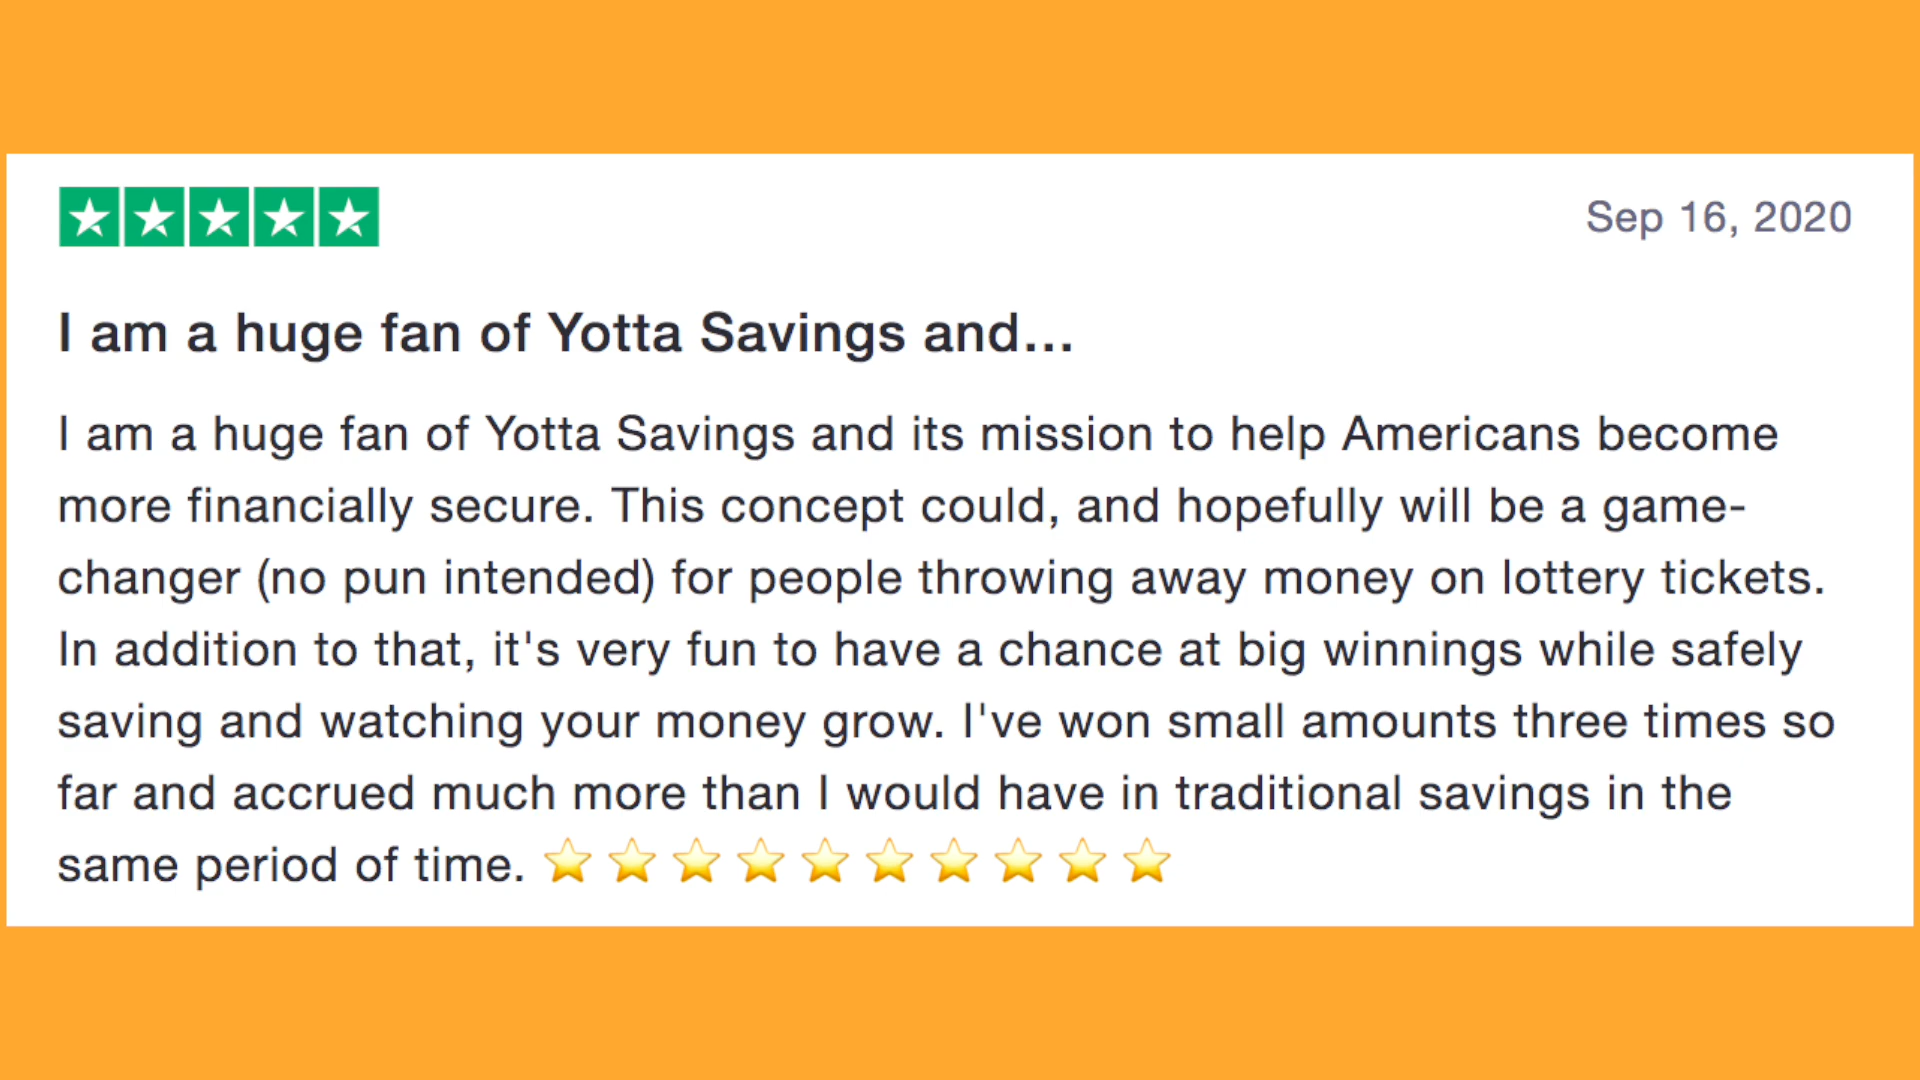 Sep 16, 2020
I am a huge fan of Yotta Savings and...
I am a huge fan of Yotta Savings and its mission to help Americans become
more financially secure. This concept could, and hopefully will be a game-
changer (no pun intended) for people throwing away money on lottery tickets.
In addition to that, it's very fun to have a chance at big winnings while safely
saving and watching your money grow. I've won small amounts three times so
far and accrued much more than I would have in traditional savings in the
same period of time. ⭐⭐⭐⭐⭐⭐⭐⭐⭐⭐